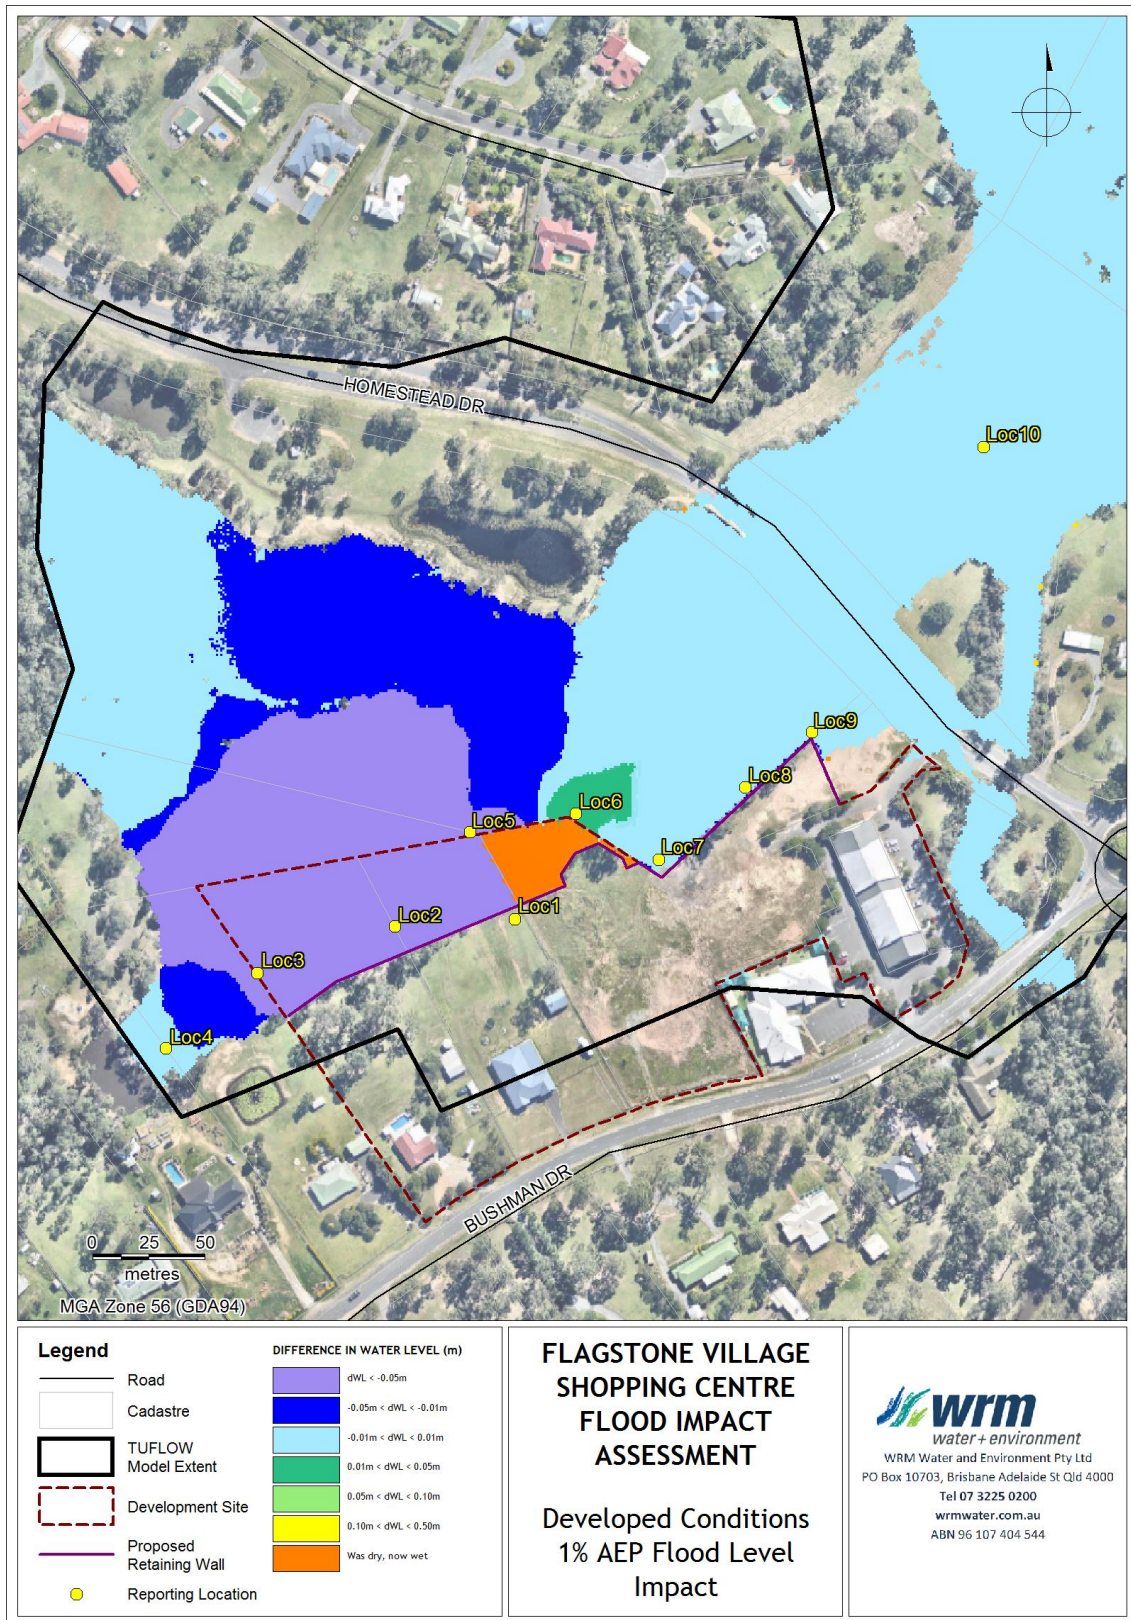 HOMESTEAD DR
Loc10
Loc9
Loc8
Loc6
Loc5
Loc7
Loc1
Loc2
Loc3
Loc4
BUSHMAN DR
0 25 50
metres
MGA Zone 56 (GDA94)
Legend
Road
Cadastre
TUFLOW
Model Extent
Development Site
Proposed
Retaining Wall
Reporting Location
DIFFERENCE IN WATER LEVEL (m)
dWL < -0.05m
-0.05m < dWL < -0.01m
-0.01m < dWL < 0.01m
0.01m < dWL < 0.05m
0.05m < dWL < 0.10m
0.10m < dWL < 0.50m
Was dry, now wet
FLAGSTONE VILLAGE
SHOPPING CENTRE
FLOOD IMPACT
ASSESSMENT
Developed Conditions
1% AEP Flood Level
Impact
wrm
water+environment
WRM Water and Environment Pty Ltd
PO Box 10703, Brisbane Adelaide St Qld 4000
Tel 07 3225 0200
wrmwater.com.au
ABN 96 107 404 544